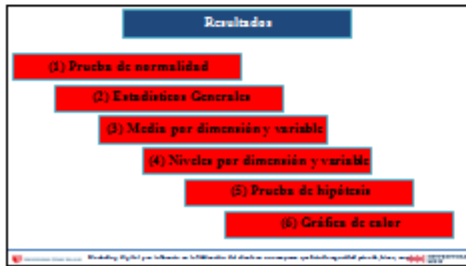 Resultados
(1) Prueba de normalidad
(2) Estadísticos Generales
(3) Media por dimensión y variable
(4) Niveles por dimensión y variable
(5) Prueba de hipótesis
(6) Gráfica de calor